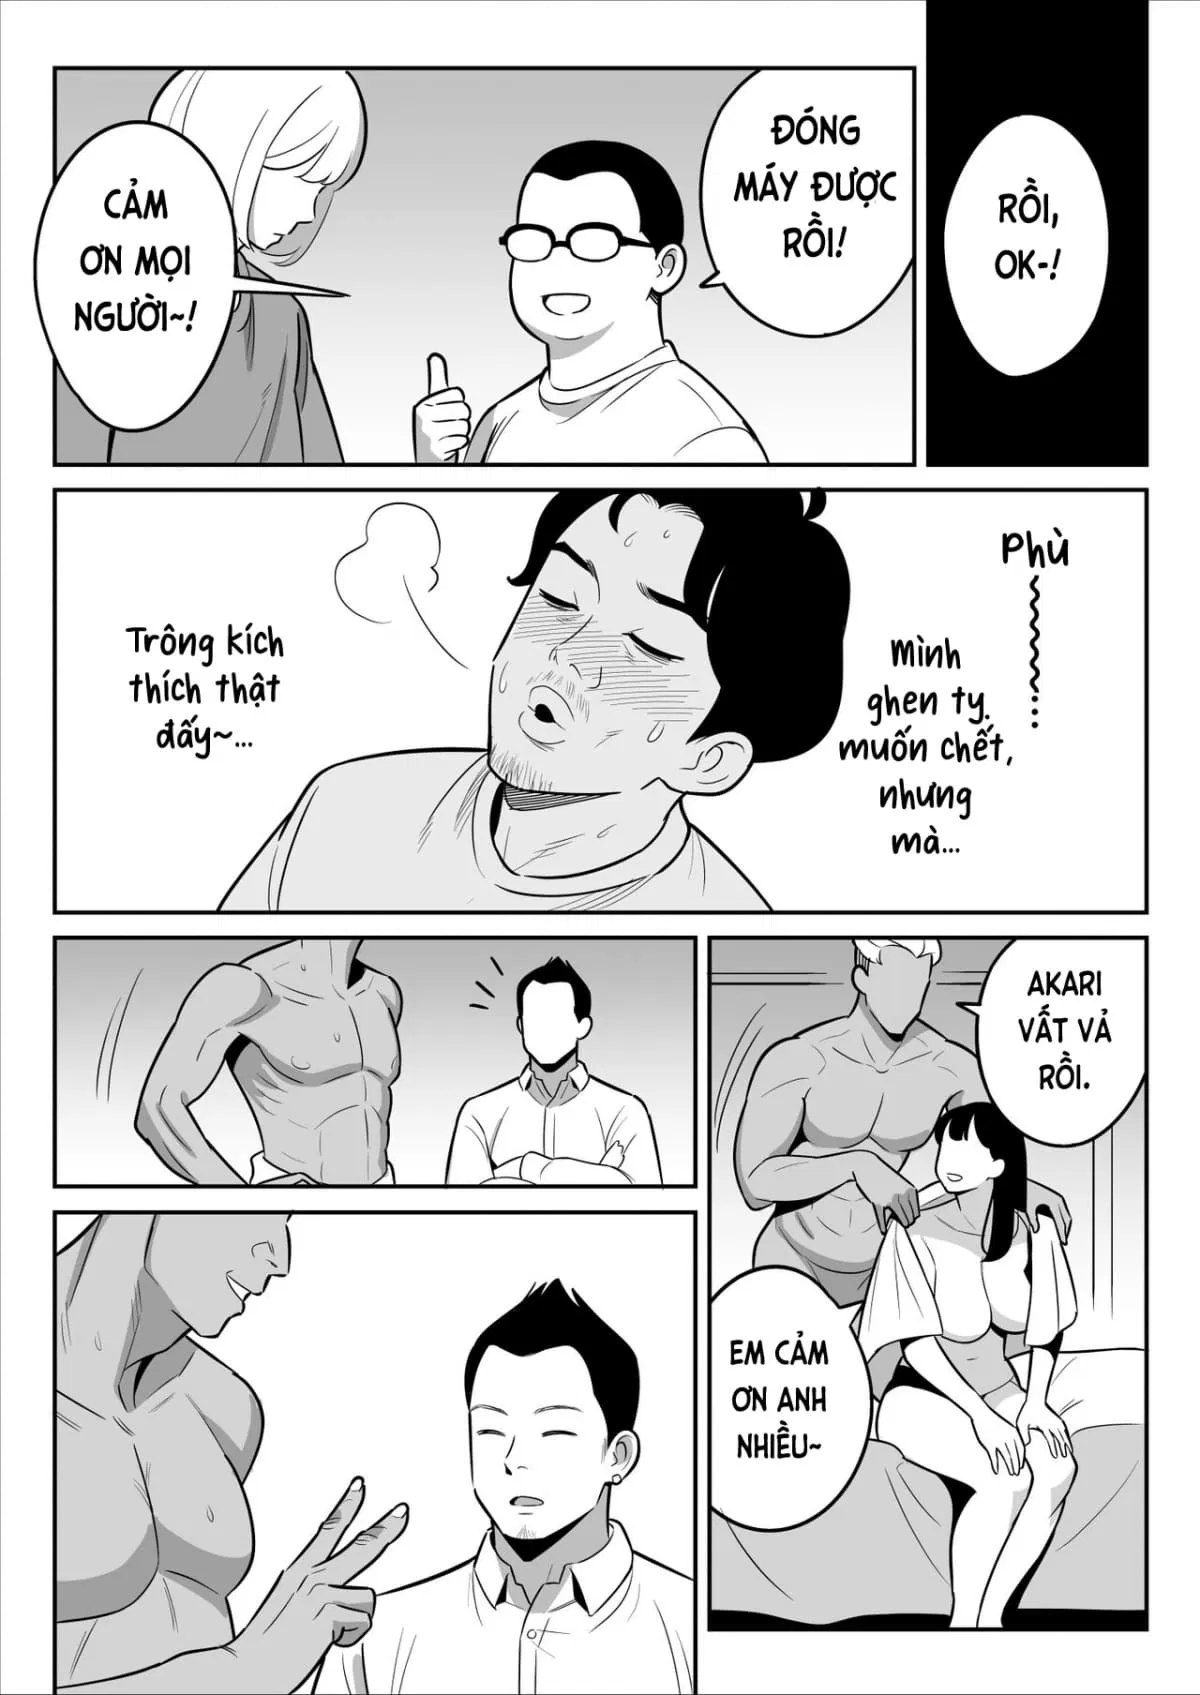 RỒI,
OK-!
ĐÓNG
MÁY ĐƯỢC
RỒI!
CẢM
ƠN MỌI
NGƯỜI~!
Phù
Mình
ghen tỵ
muốn chết,
nhưng
mà...
Trông kích
thích thật
đấy~...
AKARI
VẤT VẢ
RỒI.
EM CẢM
ƠN ANH
NHIỀU~